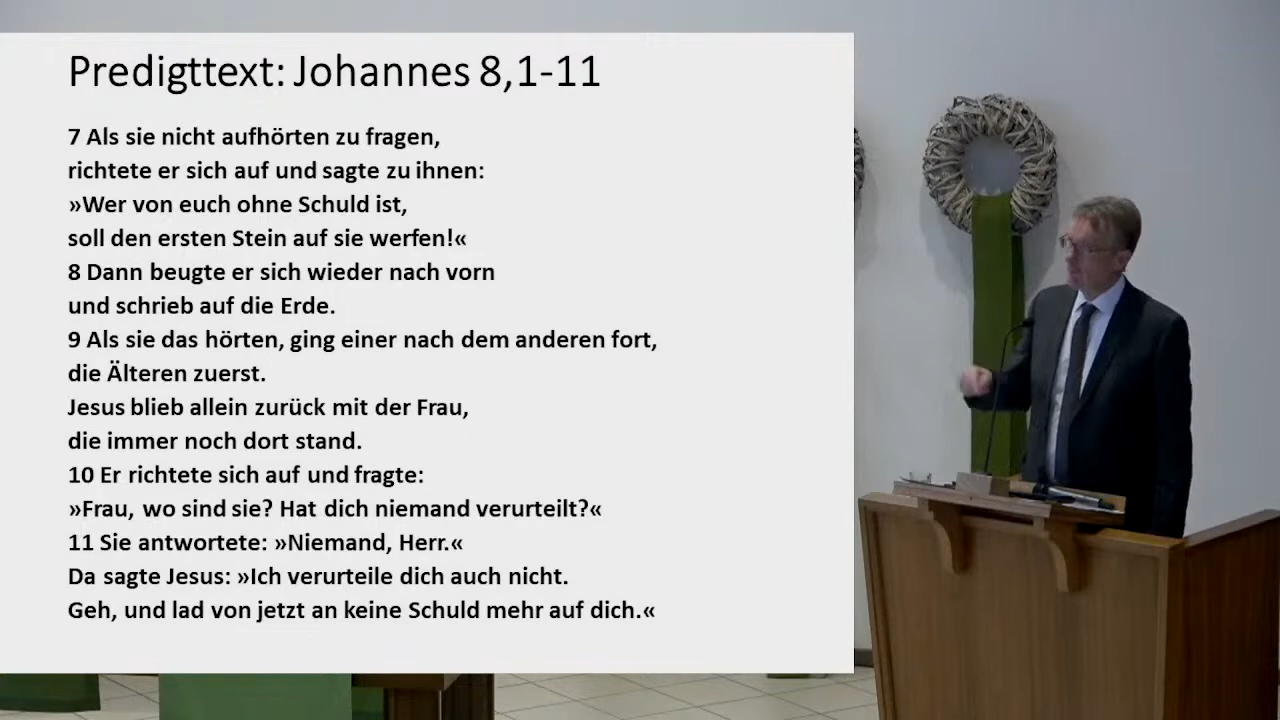 Predigttext: Johannes 8,1-11
7 Als sie nicht aufhörten zu fragen,
richtete er sich auf und sagte zu ihnen:
»Wer von euch ohne Schuld ist,
soll den ersten Stein auf sie werfen!«
8 Dann beugte er sich wieder nach vorn
und schrieb auf die Erde.
9 Als sie das hörten, ging einer nach dem anderen fort,
die Älteren zuerst.
Jesus blieb allein zurück mit der Frau,
die immer noch dort stand.
10 Er richtete sich auf und fragte:
»Frau, wo sind sie? Hat dich niemand verurteilt?«
11 Sie antwortete: »Niemand, Herr.«
Da sagte Jesus: »Ich verurteile dich auch nicht.
Geh, und lad von jetzt an keine Schuld mehr auf dich.«